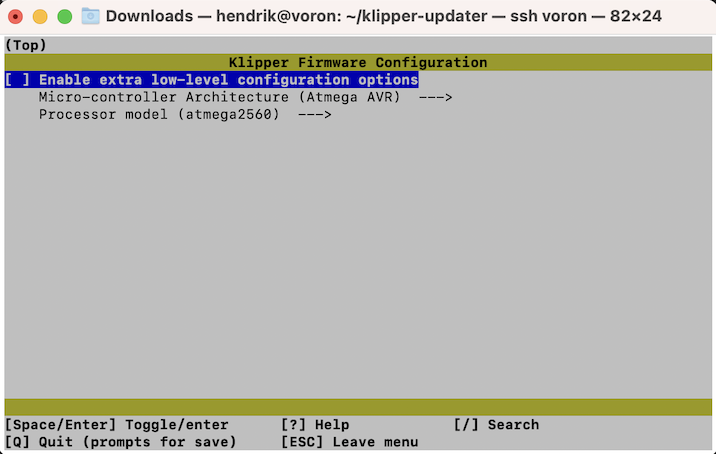 Downloads — hendrik@voron: ~/klipper-updater — ssh voron — 82×24
(Top)
Klipper Firmware Configuration
[ ] Enable extra low-level configuration options
Micro-controller Architecture (Atmega AVR)  --->
Processor model (atmega2560)  --->
[Space/Enter] Toggle/enter      [?] Help            [/] Search
[Q] Quit (prompts for save)     [ESC] Leave menu